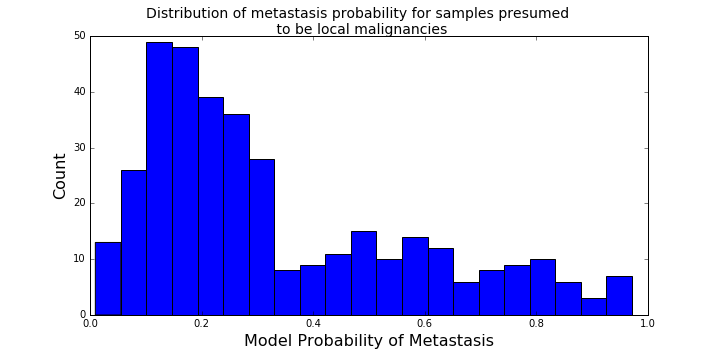 Distribution of metastasis probability for samples presumed
to be local malignancies
50
40
30
20
10
0
Count
0.0 0.2 0.4 0.6 0.8 1.0
Model Probability of Metastasis